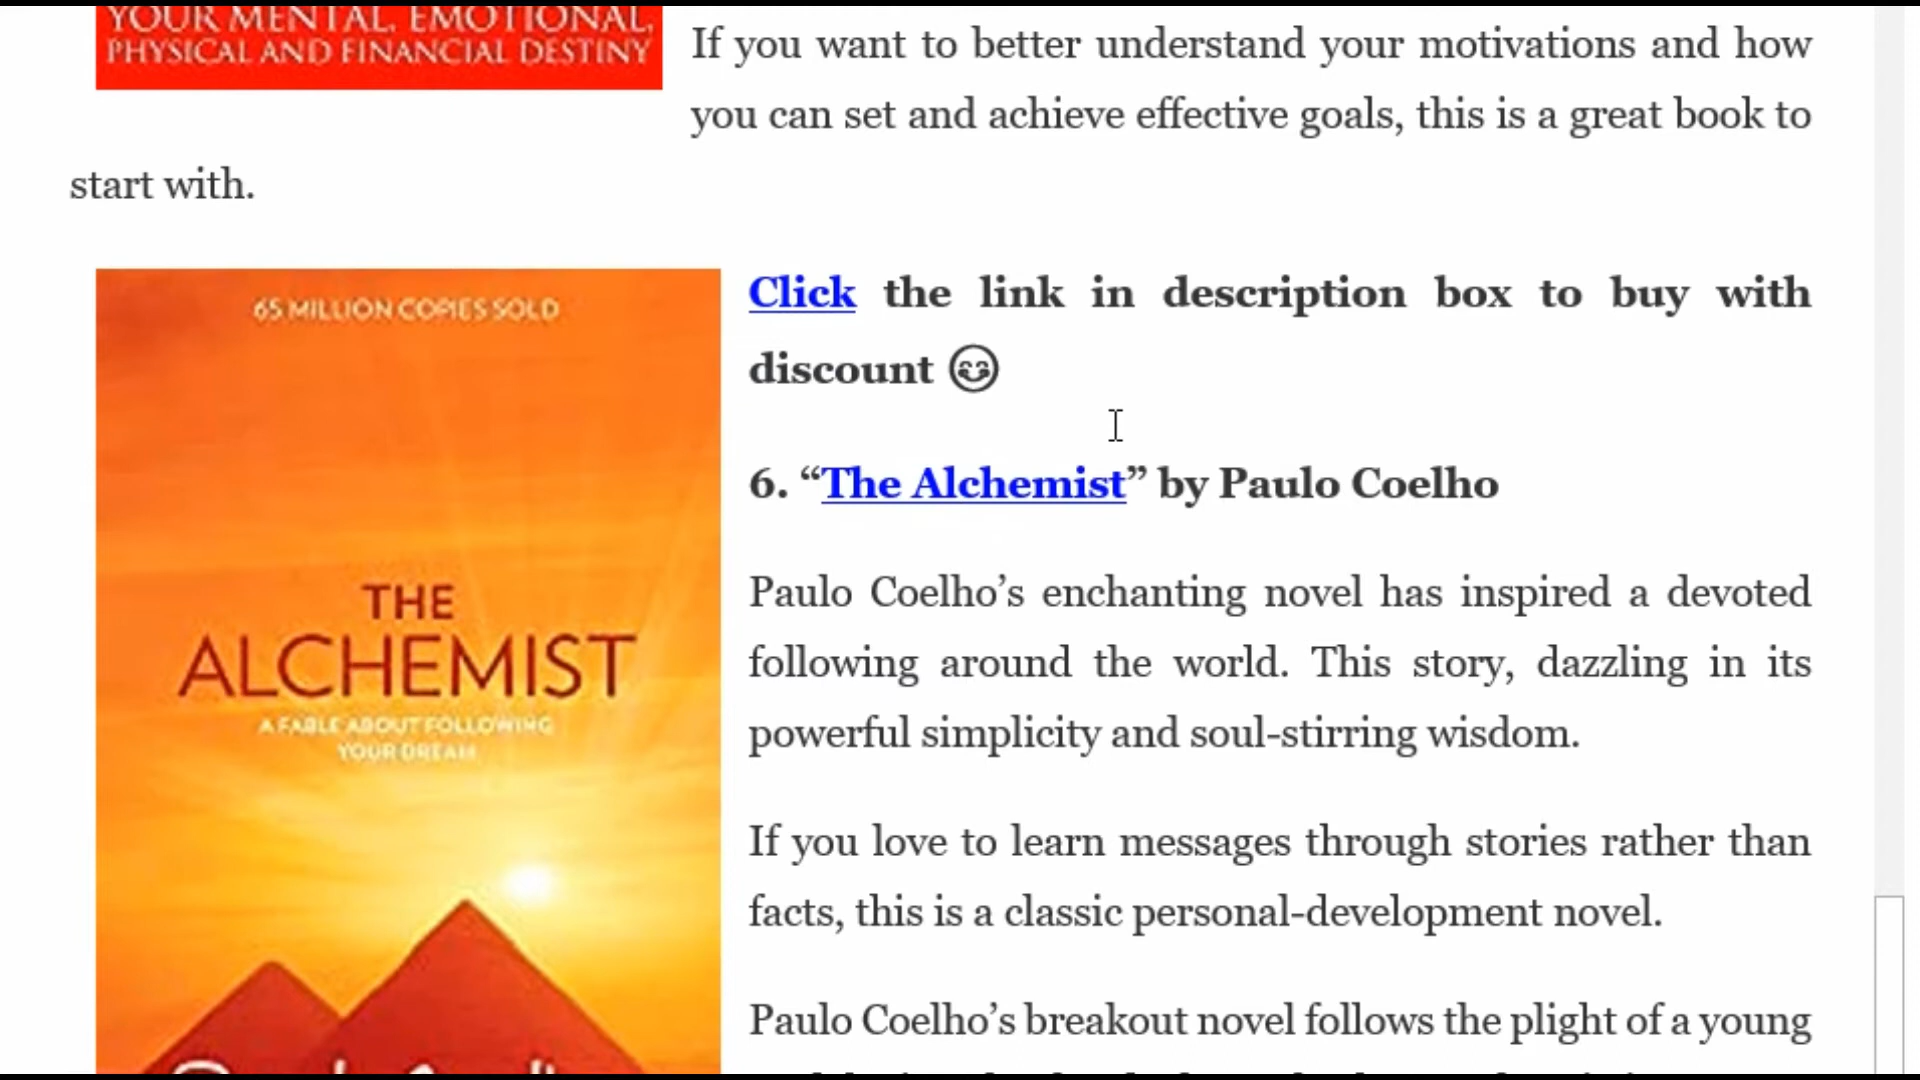 YOUR MENTAL, EMOTIONAL,
PHYSICAL AND FINANCIAL DESTINY
If you want to better understand your motivations and how
you can set and achieve effective goals, this is a great book to
start with.
65 MILLION COPIES SOLD
THE
ALCHEMIST
A FABLE ABOUT FOLLOWING
YOUR DREAM
Click the link in description box to buy with
discount 😊
6. “The Alchemist” by Paulo Coelho
Paulo Coelho’s enchanting novel has inspired a devoted
following around the world. This story, dazzling in its
powerful simplicity and soul-stirring wisdom.
If you love to learn messages through stories rather than
facts, this is a classic personal-development novel.
Paulo Coelho’s breakout novel follows the plight of a young